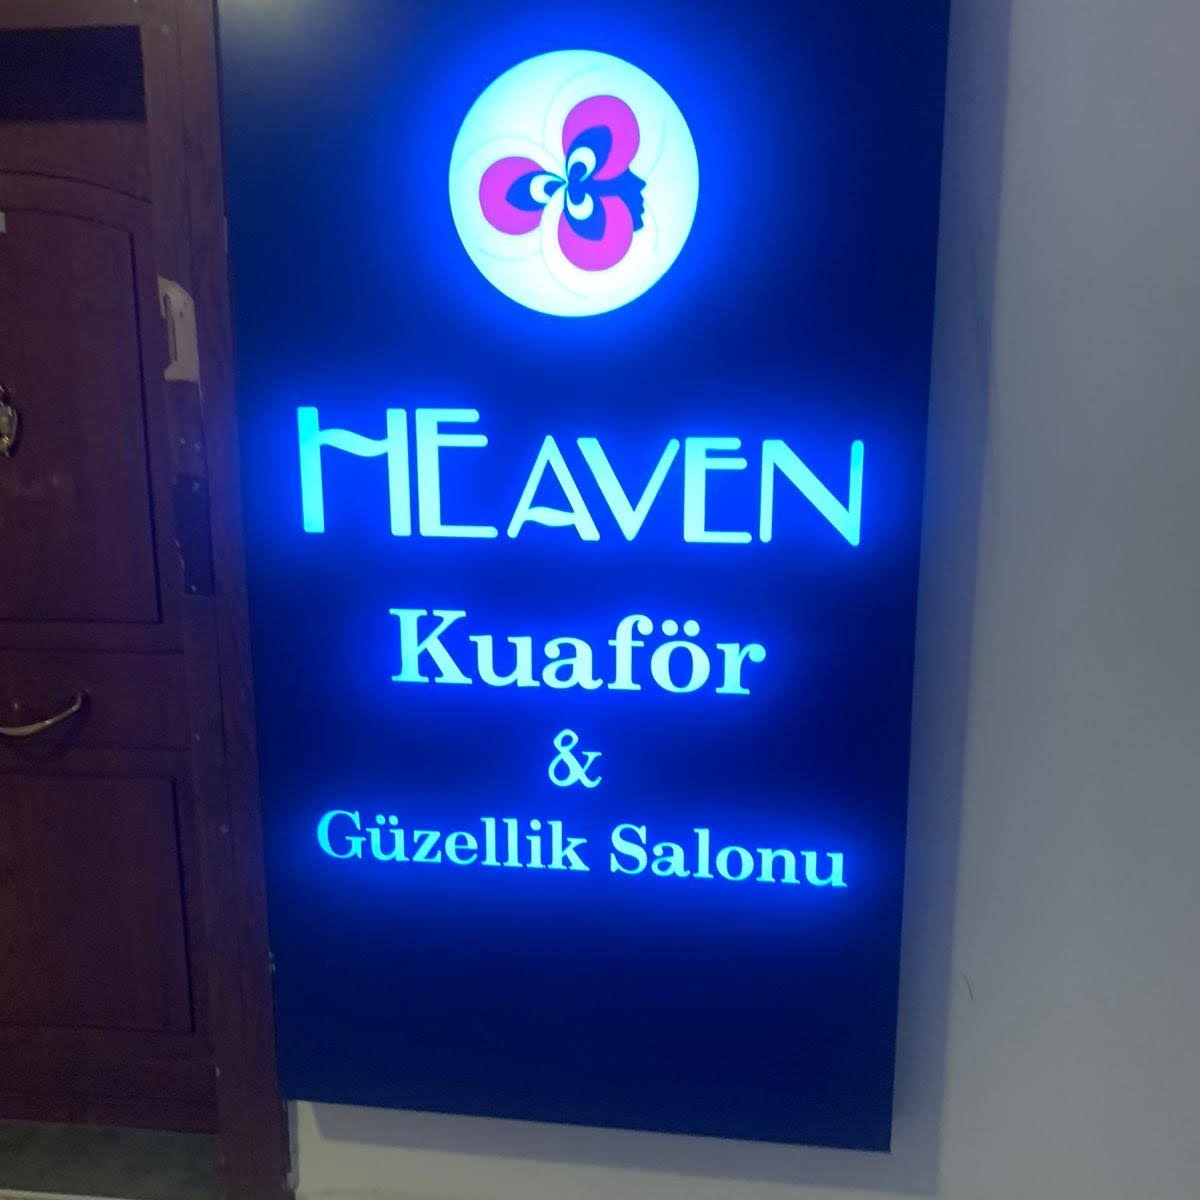 HEAVEN
Kuaför
&
Güzellik Salonu